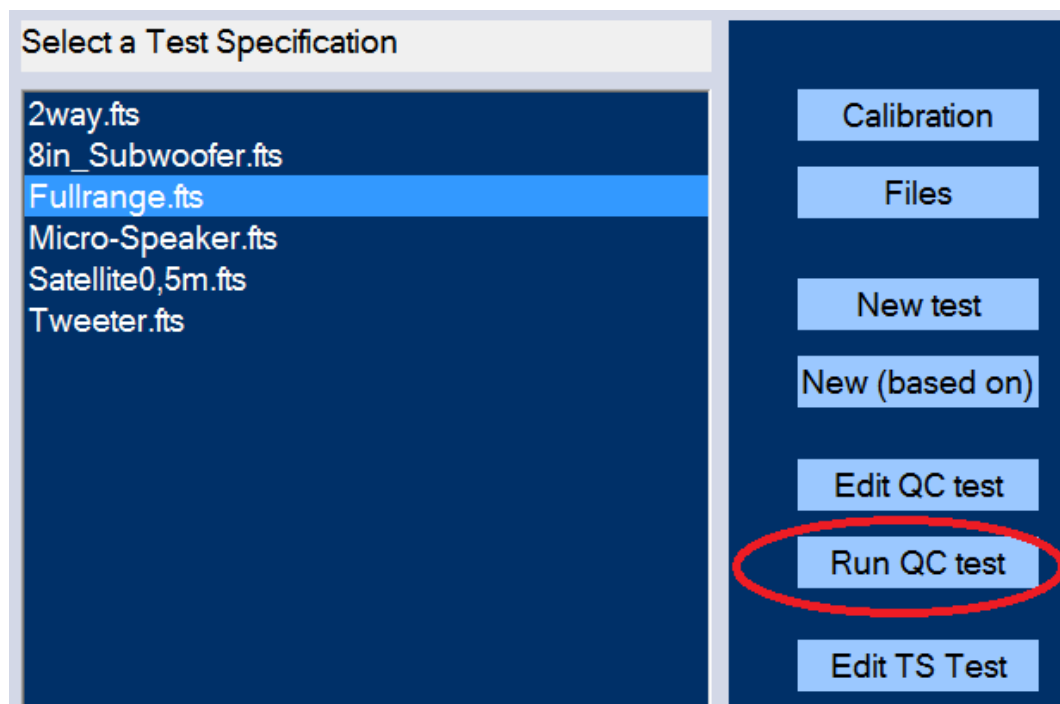 Select a Test Specification
2way.fts
8in_Subwoofer.fts
Fullrange.fts
Micro-Speaker.fts
Satellite0,5m.fts
Tweeter.fts
Calibration
Files
New test
New (based on)
Edit QC test
Run QC test
Edit TS Test